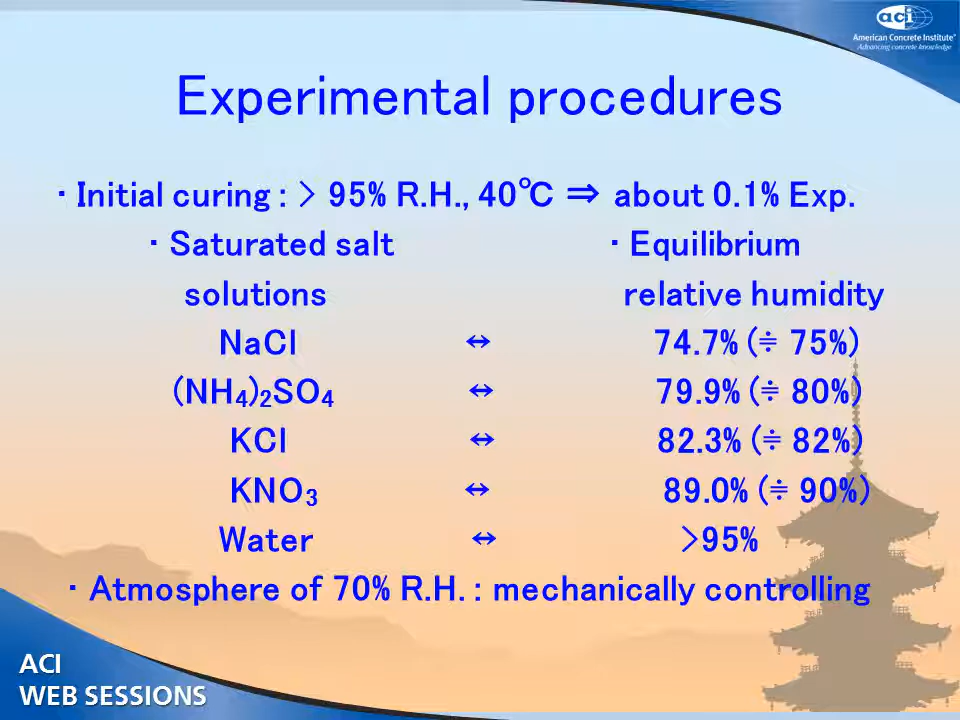 aci
American Concrete Institute®
Advancing concrete knowledge
Experimental procedures
・Initial curing : > 95% R.H., 40℃ ⇒ about 0.1% Exp.
・Saturated salt ・Equilibrium
solutions relative humidity
NaCl ↔ 74.7% (≑ 75%)
(NH₄)₂SO₄ ↔ 79.9% (≑ 80%)
KCl ↔ 82.3% (≑ 82%)
KNO₃ ↔ 89.0% (≑ 90%)
Water ↔ >95%
・Atmosphere of 70% R.H. : mechanically controlling
ACI
WEB SESSIONS